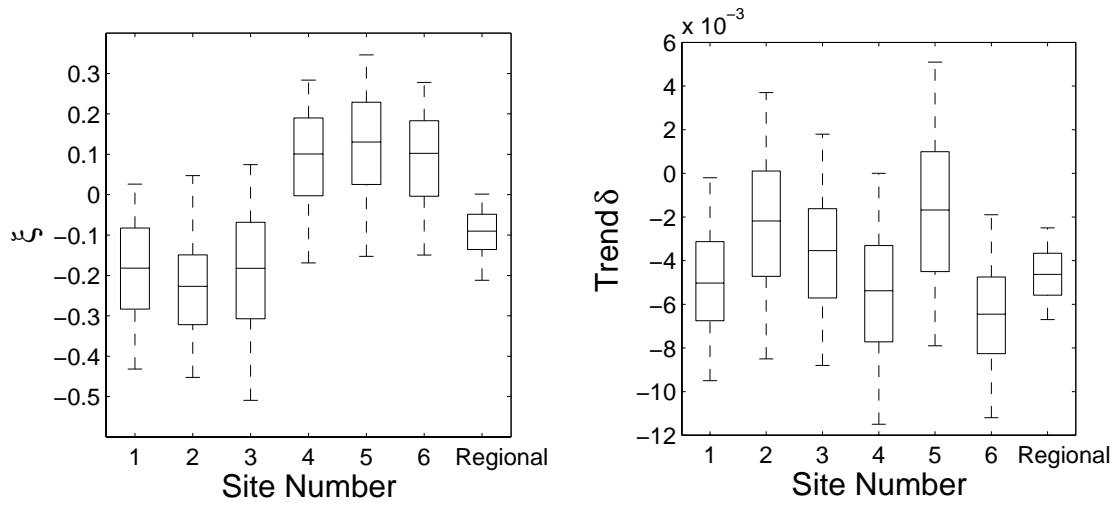 0.3
0.2
0.1
0
−0.1
−0.2
−0.3
−0.4
−0.5
ξ
1 2 3 4 5 6 Regional
Site Number
x 10⁻³
6
4
2
0
−2
−4
−6
−8
−10
−12
Trend δ
1 2 3 4 5 6 Regional
Site Number